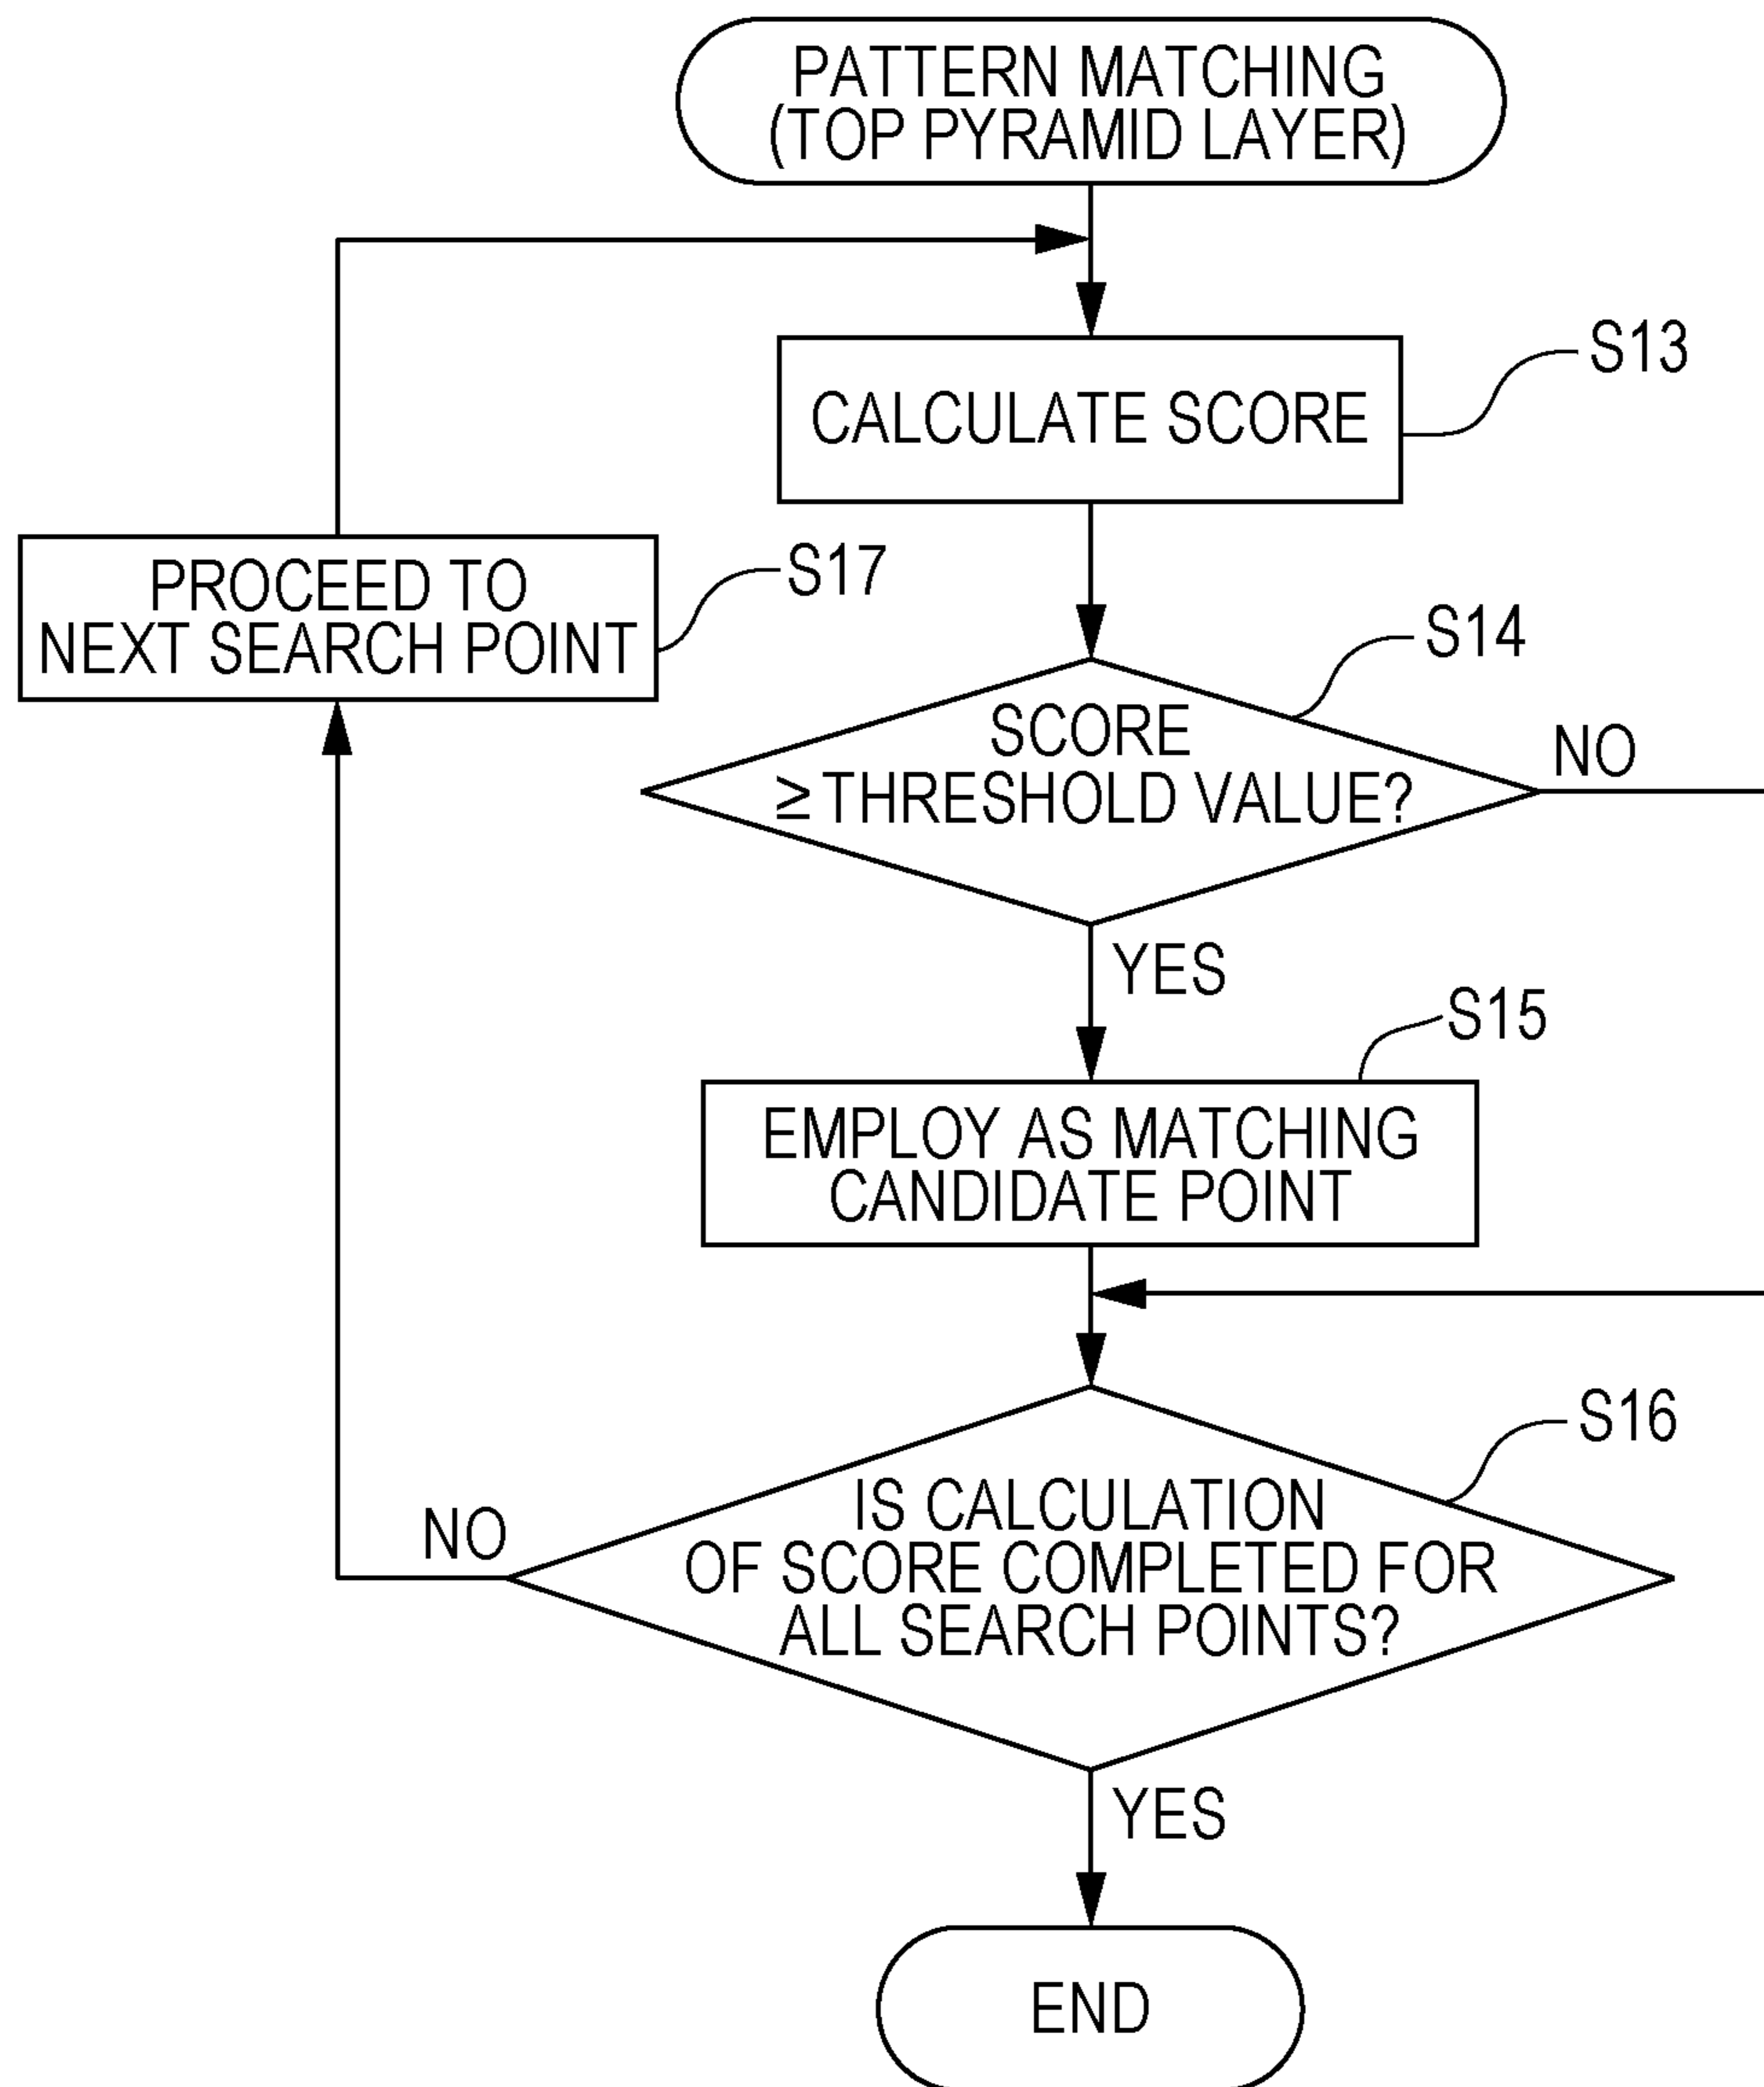 PATTERN MATCHING
(TOP PYRAMID LAYER)
S13
CALCULATE SCORE
PROCEED TO
NEXT SEARCH POINT
S17
S14
SCORE
≥ THRESHOLD VALUE?
NO
YES
S15
EMPLOY AS MATCHING
CANDIDATE POINT
S16
IS CALCULATION
OF SCORE COMPLETED FOR
ALL SEARCH POINTS?
NO
YES
END